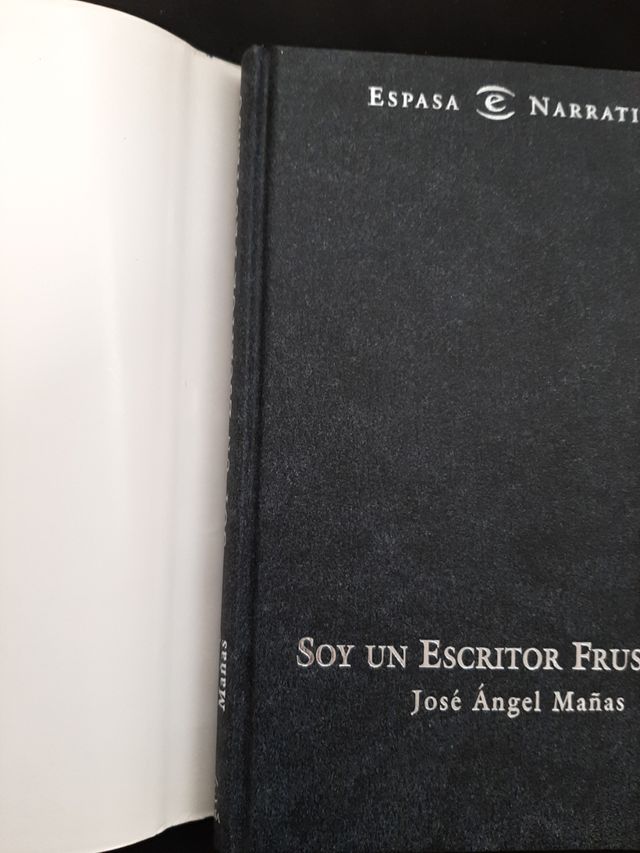 ESPASA e NARRATI
SOY UN ESCRITOR FRUS
José Ángel Mañas
Mañas